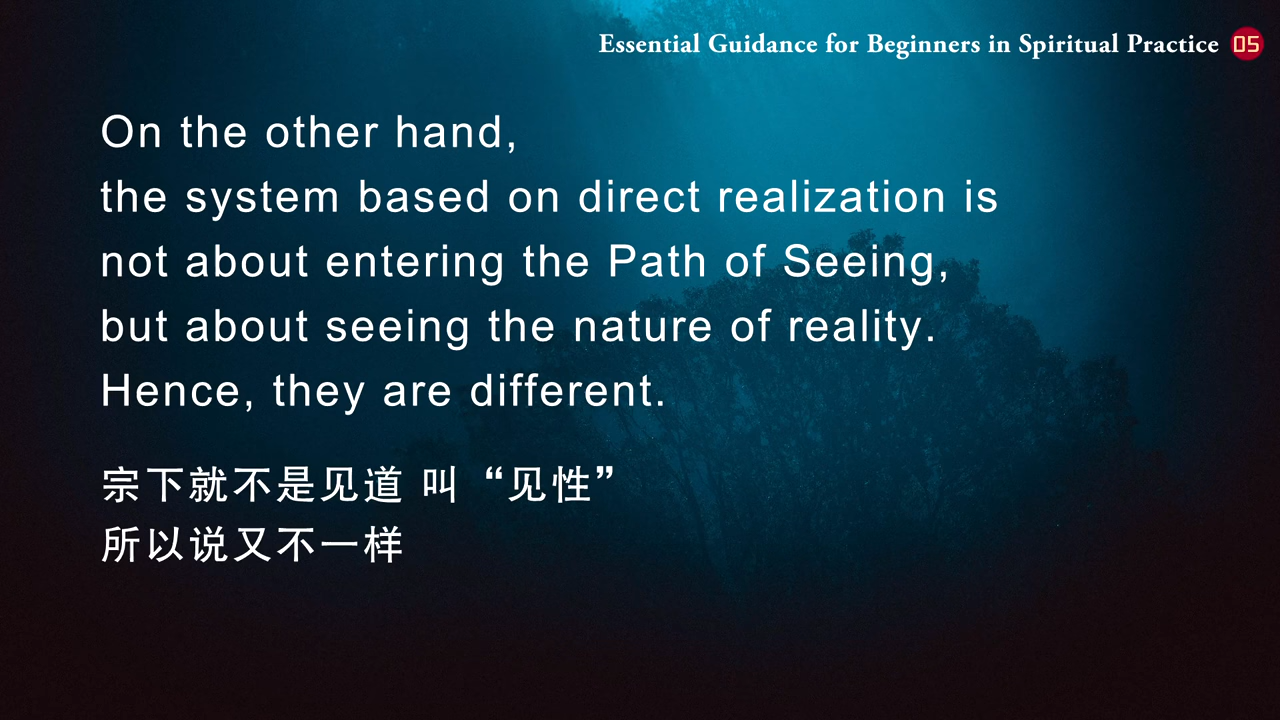 Essential Guidance for Beginners in Spiritual Practice 05
On the other hand,
the system based on direct realization is
not about entering the Path of Seeing,
but about seeing the nature of reality.
Hence, they are different.
宗下就不是见道 叫“见性”
所以说又不一样